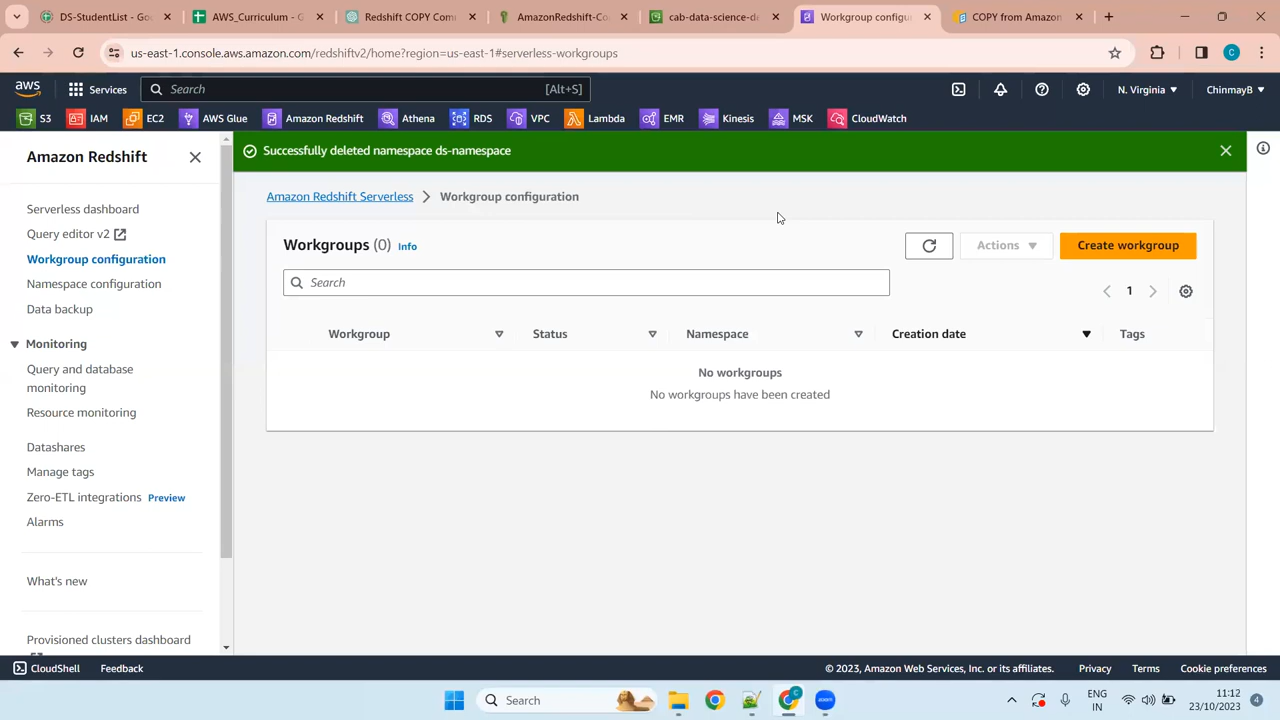 DS-StudentList - Go
AWS_Curriculum - G
Redshift COPY Com
AmazonRedshift-Co
cab-data-science-d
Workgroup configu
COPY from Amazon
us-east-1.console.aws.amazon.com/redshiftv2/home?region=us-east-1#serverless-workgroups
C
aws
Services
Search
[Alt+S]
N. Virginia
ChinmayB
S3
IAM
EC2
AWS Glue
Amazon Redshift
Athena
RDS
VPC
Lambda
EMR
Kinesis
MSK
CloudWatch
Amazon Redshift
Serverless dashboard
Query editor v2
Workgroup configuration
Namespace configuration
Data backup
Monitoring
Query and database
monitoring
Resource monitoring
Datashares
Manage tags
Zero-ETL integrations Preview
Alarms
What's new
Provisioned clusters dashboard
Successfully deleted namespace ds-namespace
Amazon Redshift Serverless > Workgroup configuration
Workgroups (0) Info
Actions
Create workgroup
Search
1
Workgroup
Status
Namespace
Creation date
Tags
No workgroups
No workgroups have been created
CloudShell
Feedback
© 2023, Amazon Web Services, Inc. or its affiliates.
Privacy
Terms
Cookie preferences
Search
C
zoom
ENG
IN
11:12
23/10/2023
4